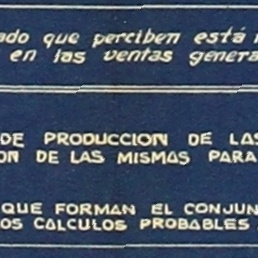 ado que perciben está
en las ventas genera
DE PRODUCCION DE LAS
ON DE LAS MISMAS PARA
QUE FORMAN EL CONJUN
OS CALCULOS PROBABLES